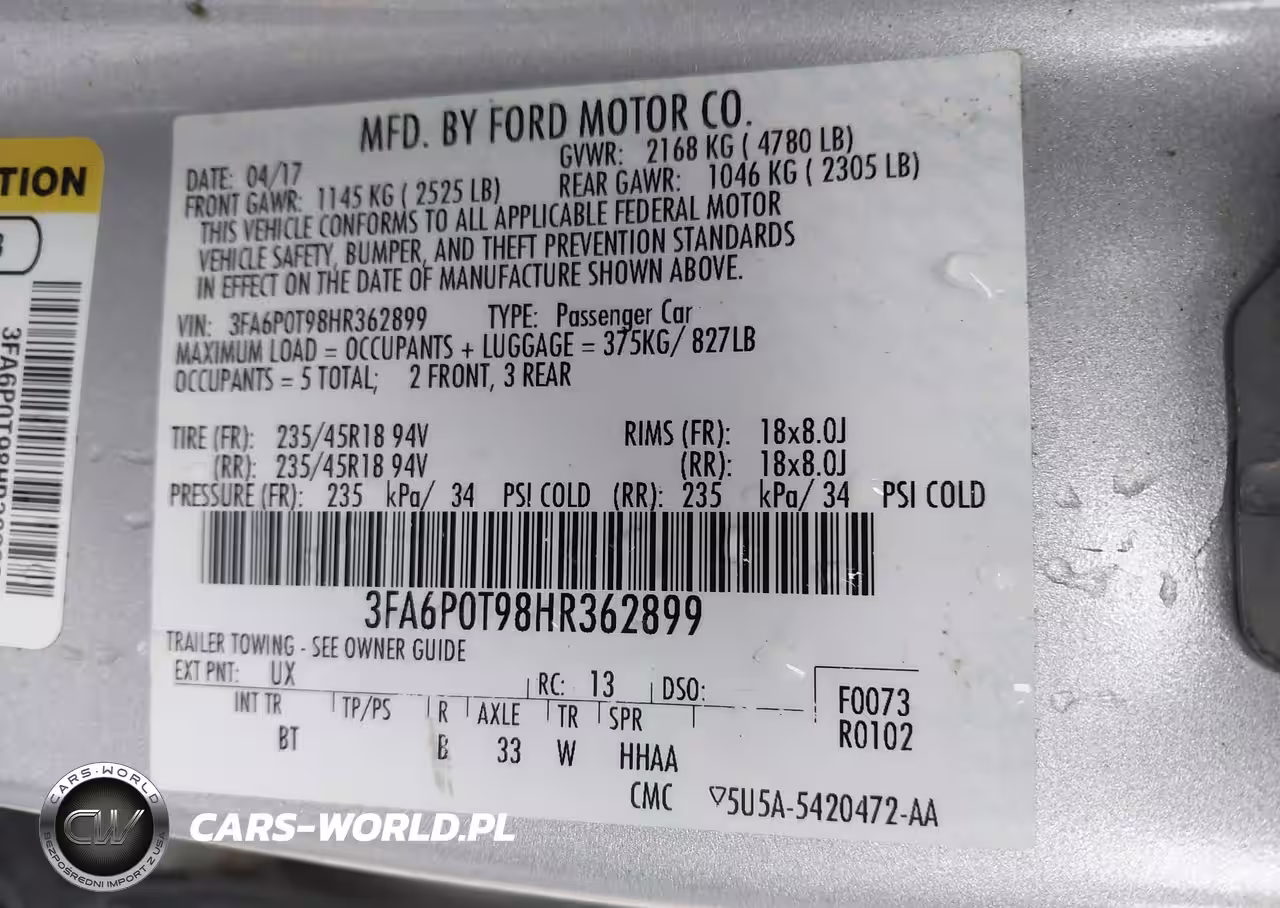 MFD. BY FORD MOTOR CO.
DATE: 04/17
GVWR: 2168 KG ( 4780 LB)
FRONT GAWR: 1145 KG ( 2525 LB)
REAR GAWR: 1046 KG ( 2305 LB)
THIS VEHICLE CONFORMS TO ALL APPLICABLE FEDERAL MOTOR
VEHICLE SAFETY, BUMPER, AND THEFT PREVENTION STANDARDS
IN EFFECT ON THE DATE OF MANUFACTURE SHOWN ABOVE.
VIN: 3FA6P0T98HR362899 TYPE: Passenger Car
MAXIMUM LOAD = OCCUPANTS + LUGGAGE = 375KG/ 827LB
OCCUPANTS = 5 TOTAL; 2 FRONT, 3 REAR
TIRE (FR): 235/45R18 94V RIMS (FR): 18x8.0J
(RR): 235/45R18 94V (RR): 18x8.0J
PRESSURE (FR): 235 kPa/ 34 PSI COLD (RR): 235 kPa/ 34 PSI COLD
3FA6P0T98HR362899
TRAILER TOWING - SEE OWNER GUIDE
EXT PNT: UX RC: 13 DSO:
INT TR TP/PS R AXLE TR SPR
BT B 33 W HHAA
F0073
R0102
CMC ▽5U5A-5420472-AA
TION
CARS-WORLD
CW
BEZPOŚREDNI IMPORT Z USA
CARS-WORLD.PL